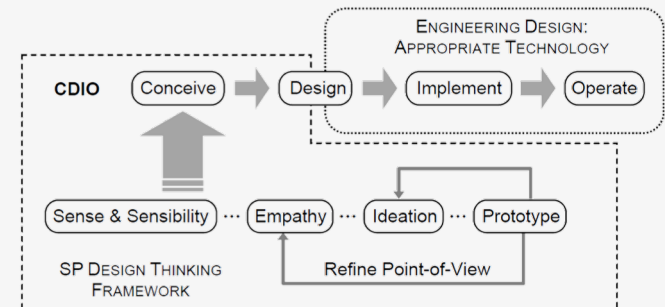 ENGINEERING DESIGN:
APPROPRIATE TECHNOLOGY
CDIO
Conceive
Design
Implement
Operate
Sense & Sensibility ...
Empathy ...
Ideation ...
Prototype
SP DESIGN THINKING
FRAMEWORK
Refine Point-of-View